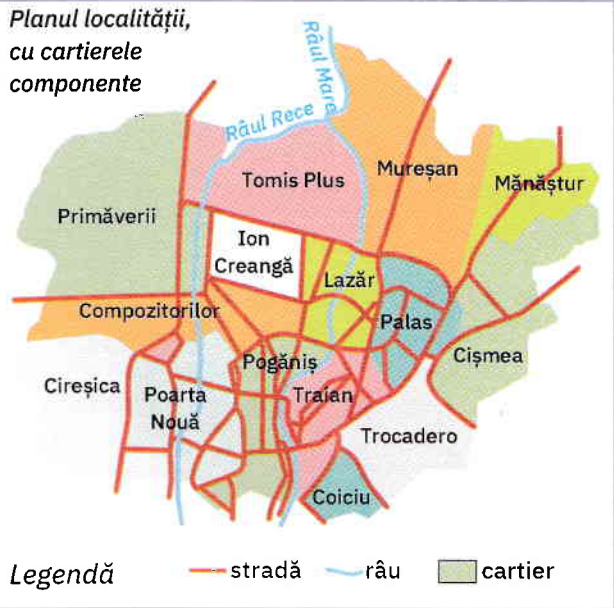 Planul localității,
cu cartierele
componente
Râul Mare
Râul Rece
Mureșan
Tomis Plus
Mănăștur
Primăverii
Ion
Creangă
Lazăr
Compozitorilor
Palas
Pogăniș
Cișmea
Cireșica
Poarta
Nouă
Traian
Trocadero
Coiciu
Legendă
stradă
râu
cartier